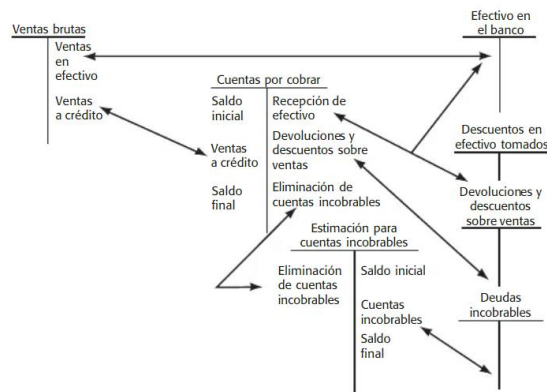 Ventas brutas
Ventas
en
efectivo
Ventas
a crédito
Cuentas por cobrar
Saldo
inicial
Ventas
a crédito
Saldo
final
Recepción de
efectivo
Devoluciones y
descuentos sobre
ventas
Eliminación de
cuentas incobrables
Estimación para
cuentas incobrables
Eliminación
de cuentas
incobrables
Saldo inicial
Cuentas
incobrables
Saldo
final
Efectivo en
el banco
Descuentos en
efectivo tomados
Devoluciones y
descuentos
sobre ventas
Deudas
incobrables